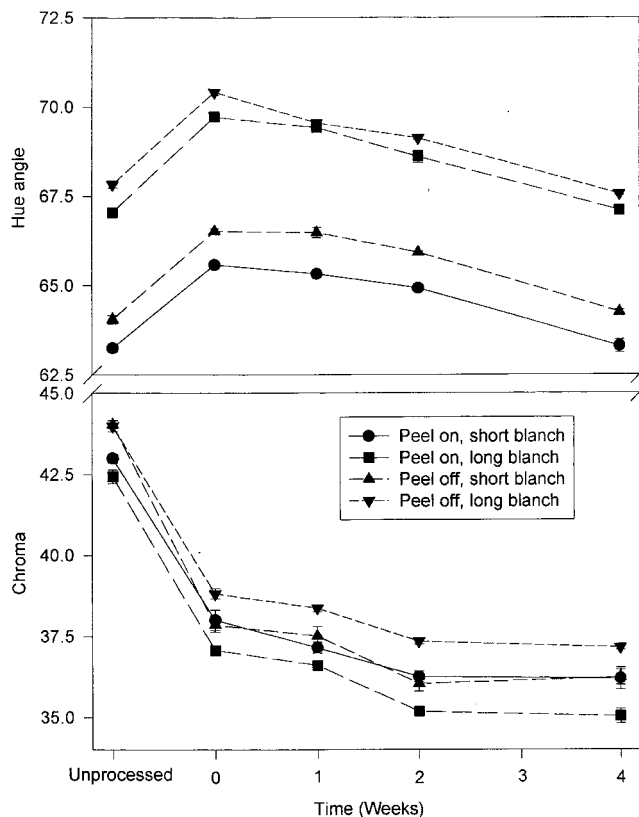 72.5
70.0
67.5
65.0
62.5
Hue angle
45.0
42.5
40.0
37.5
35.0
Chroma
Peel on, short blanch
Peel on, long blanch
Peel off, short blanch
Peel off, long blanch
Unprocessed 0 1 2 3 4
Time (Weeks)